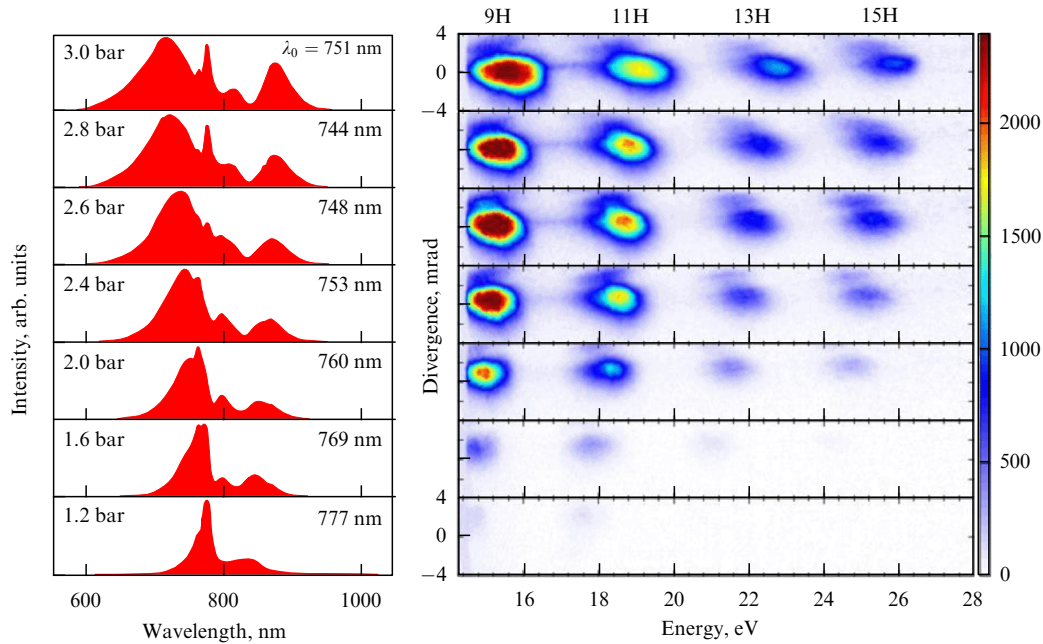 9H 11H 13H 15H
3.0 bar λ0 = 751 nm
2.8 bar 744 nm
2.6 bar 748 nm
2.4 bar 753 nm
2.0 bar 760 nm
1.6 bar 769 nm
1.2 bar 777 nm
Intensity, arb. units
600 800 1000
Wavelength, nm
4
0
−4
4
0
−4
Divergence, mrad
16 18 20 22 24 26 28
Energy, eV
2000
1500
1000
500
0